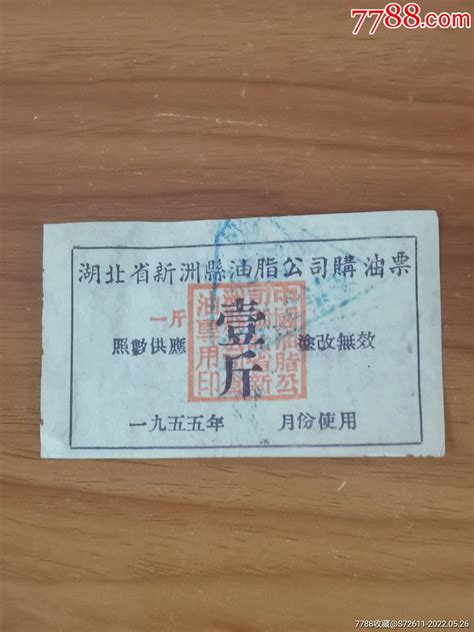 7788.com
湖北省新洲縣油脂公司購油票
一斤
照數供應 壹斤 塗改無效
一九五五年 月份使用
7788收藏@S72611-2022.05.26